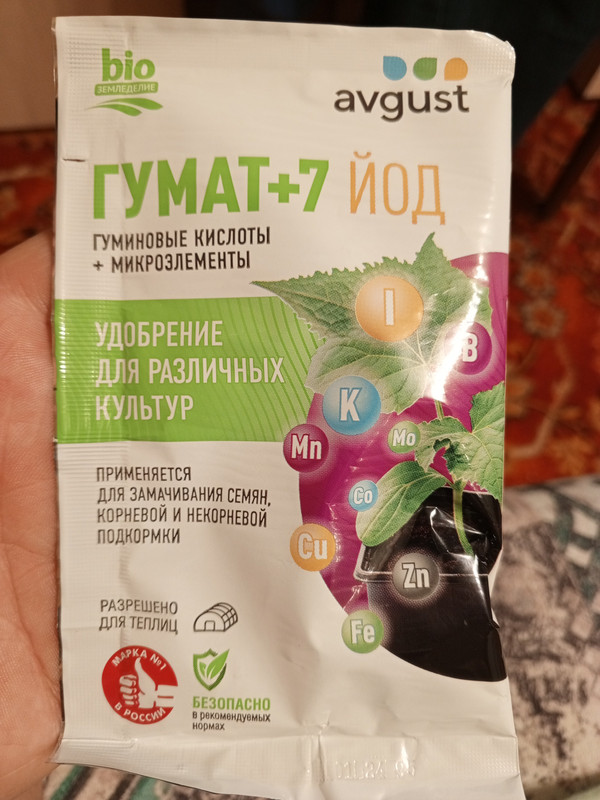 bio
ЗЕМЛЕДЕЛИЕ
avgust
ГУМАТ+7 ЙОД
ГУМИНОВЫЕ КИСЛОТЫ
+ МИКРОЭЛЕМЕНТЫ
УДОБРЕНИЕ
ДЛЯ РАЗЛИЧНЫХ
КУЛЬТУР
I
B
K
Mn
Mo
Co
Cu
Zn
Fe
ПРИМЕНЯЕТСЯ
ДЛЯ ЗАМАЧИВАНИЯ СЕМЯН,
КОРНЕВОЙ И НЕКОРНЕВОЙ
ПОДКОРМКИ
РАЗРЕШЕНО
ДЛЯ ТЕПЛИЦ
МАРКА №1
В РОССИИ
БЕЗОПАСНО
в рекомендуемых
нормах